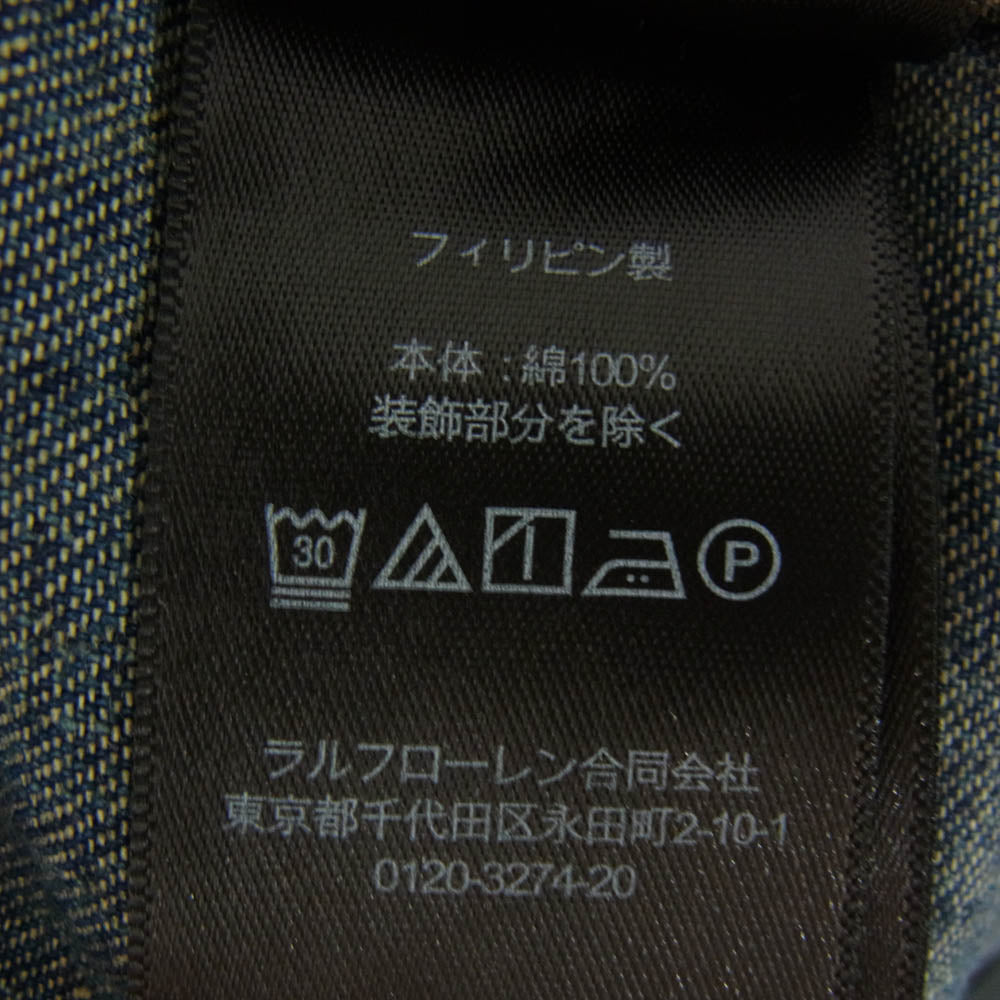 フィリピン製
本体:綿100%
装飾部分を除く
30 P
ラルフローレン合同会社
東京都千代田区永田町2-10-1
0120-3274-20